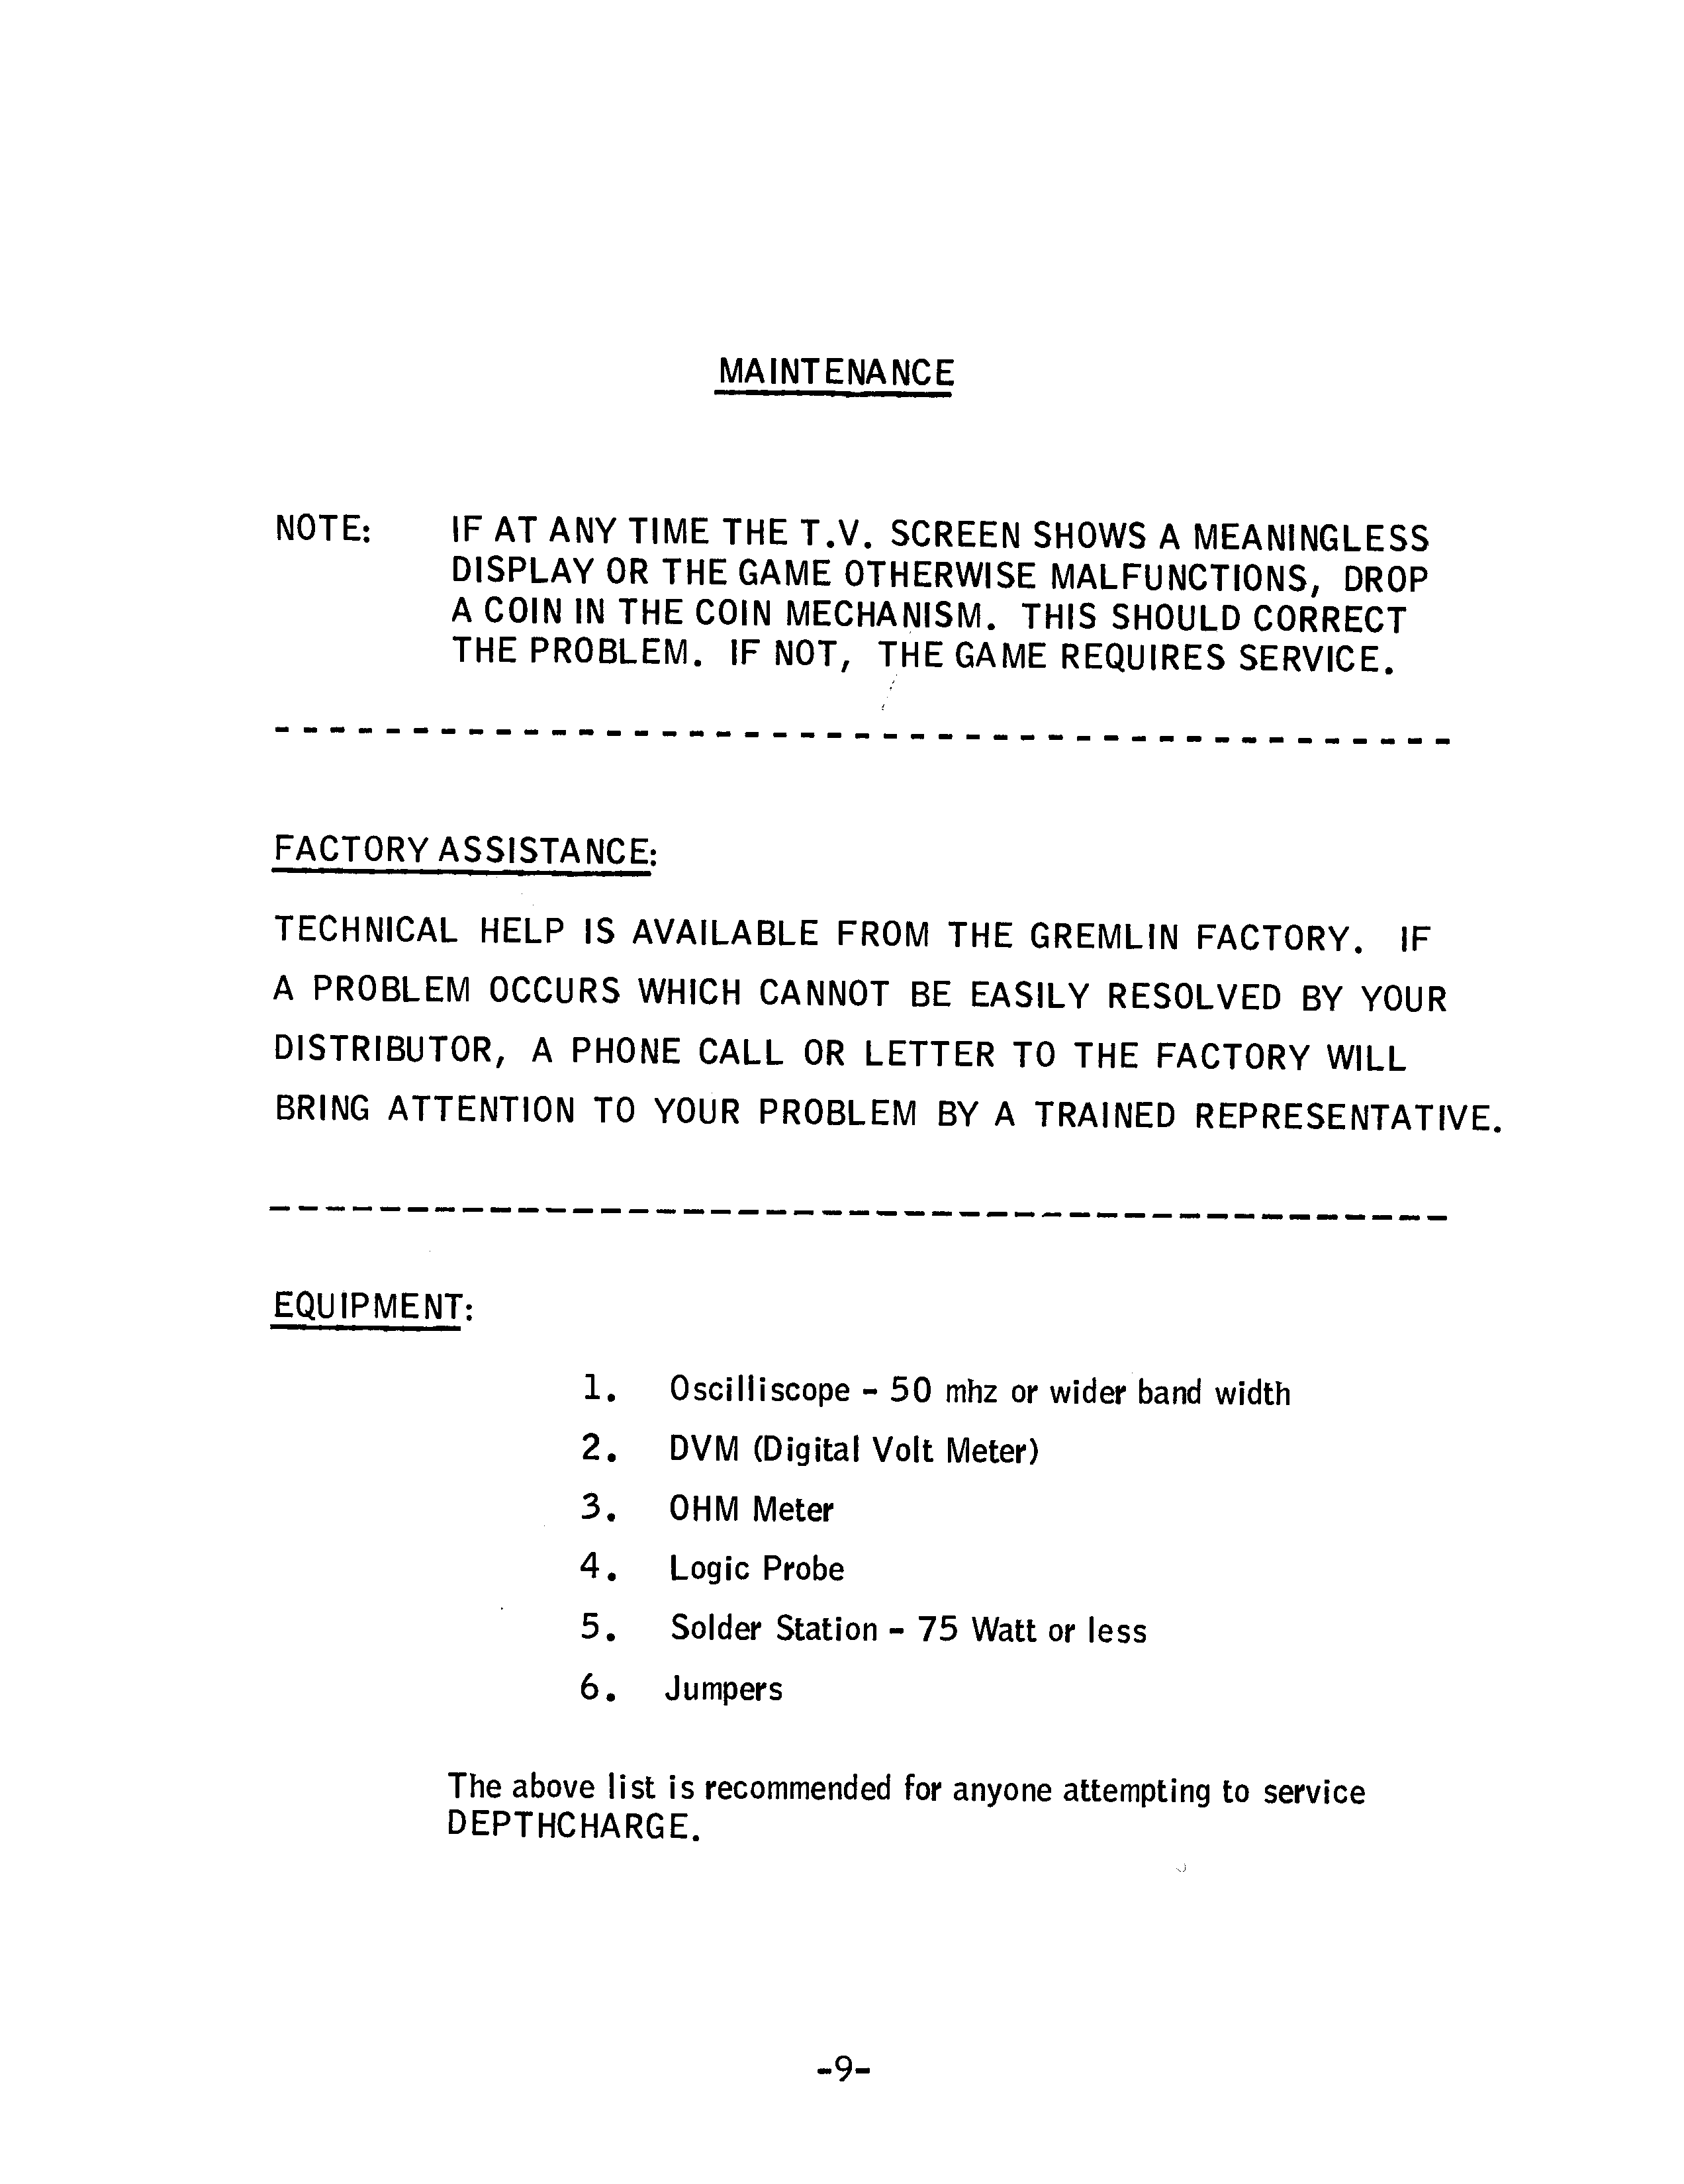 MAINTENANCE
NOTE: IF AT ANY TIME THE T.V. SCREEN SHOWS A MEANINGLESS
DISPLAY OR THE GAME OTHERWISE MALFUNCTIONS, DROP
A COIN IN THE COIN MECHANISM. THIS SHOULD CORRECT
THE PROBLEM. IF NOT, THE GAME REQUIRES SERVICE.
FACTORY ASSISTANCE:
TECHNICAL HELP IS AVAILABLE FROM THE GREMLIN FACTORY. IF
A PROBLEM OCCURS WHICH CANNOT BE EASILY RESOLVED BY YOUR
DISTRIBUTOR, A PHONE CALL OR LETTER TO THE FACTORY WILL
BRING ATTENTION TO YOUR PROBLEM BY A TRAINED REPRESENTATIVE.
EQUIPMENT:
1. Oscilliscope - 50 mhz or wider band width
2. DVM (Digital Volt Meter)
3. OHM Meter
4. Logic Probe
5. Solder Station - 75 Watt or less
6. Jumpers
The above list is recommended for anyone attempting to service
DEPTHCHARGE.
-9-